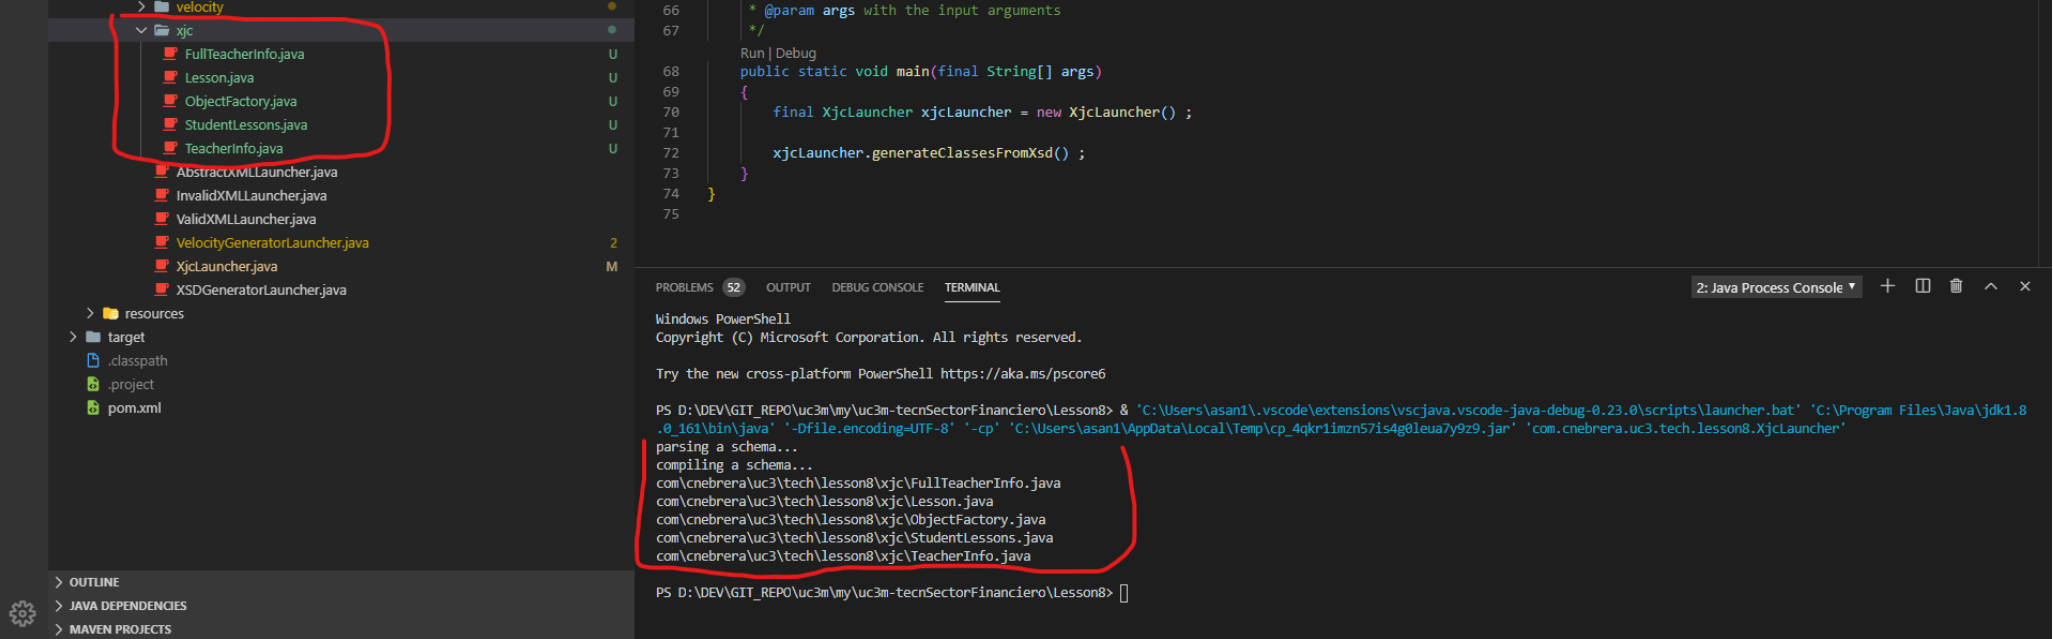 velocity
xjc
FullTeacherInfo.java U
Lesson.java U
ObjectFactory.java U
StudentLessons.java U
TeacherInfo.java U
AbstractXMLLauncher.java
InvalidXMLLauncher.java
ValidXMLLauncher.java
VelocityGeneratorLauncher.java 2
XjcLauncher.java M
XSDGeneratorLauncher.java
resources
target
.classpath
.project
pom.xml
OUTLINE
JAVA DEPENDENCIES
MAVEN PROJECTS
66 * @param args with the input arguments
67 */
Run | Debug
68 public static void main(final String[] args)
69 {
70 final XjcLauncher xjcLauncher = new XjcLauncher() ;
71
72 xjcLauncher.generateClassesFromXsd() ;
73 }
74 }
75
PROBLEMS 52 OUTPUT DEBUG CONSOLE TERMINAL 2: Java Process Console
Windows PowerShell
Copyright (C) Microsoft Corporation. All rights reserved.
Try the new cross-platform PowerShell https://aka.ms/pscore6
PS D:\DEV\GIT_REPO\uc3m\my\uc3m-tecnSectorFinanciero\Lesson8> & 'C:\Users\asan1\.vscode\extensions\vscjava.vscode-java-debug-0.23.0\scripts\launcher.bat' 'C:\Program Files\Java\jdk1.8
.0_161\bin\java' '-Dfile.encoding=UTF-8' '-cp' 'C:\Users\asan1\AppData\Local\Temp\cp_4qkr1imzn57is4g0leua7y9z9.jar' 'com.cnebrera.uc3.tech.lesson8.XjcLauncher'
parsing a schema...
compiling a schema...
com\cnebrera\uc3\tech\lesson8\xjc\FullTeacherInfo.java
com\cnebrera\uc3\tech\lesson8\xjc\Lesson.java
com\cnebrera\uc3\tech\lesson8\xjc\ObjectFactory.java
com\cnebrera\uc3\tech\lesson8\xjc\StudentLessons.java
com\cnebrera\uc3\tech\lesson8\xjc\TeacherInfo.java
PS D:\DEV\GIT_REPO\uc3m\my\uc3m-tecnSectorFinanciero\Lesson8>